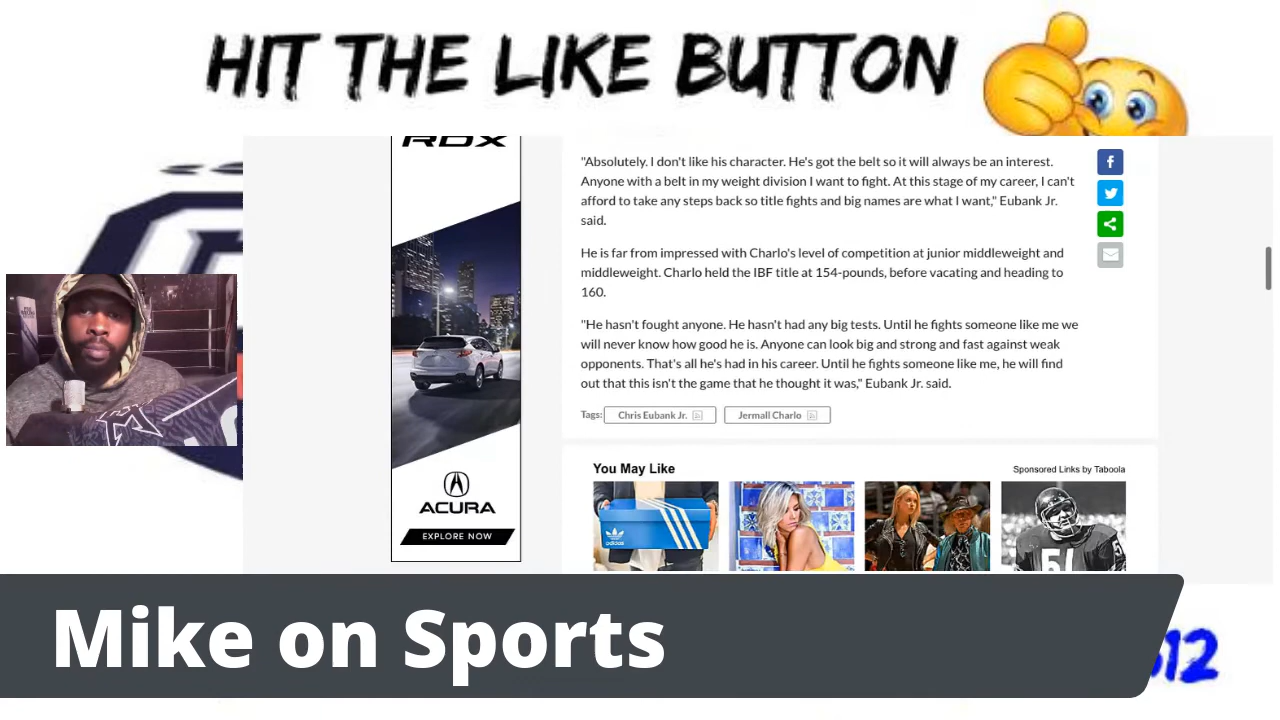 HIT THE LIKE BUTTON
RDX
"Absolutely. I don't like his character. He's got the belt so it will always be an interest.
Anyone with a belt in my weight division I want to fight. At this stage of my career, I can't
afford to take any steps back so title fights and big names are what I want," Eubank Jr.
said.
He is far from impressed with Charlo's level of competition at junior middleweight and
middleweight. Charlo held the IBF title at 154-pounds, before vacating and heading to
160.
"He hasn't fought anyone. He hasn't had any big tests. Until he fights someone like me we
will never know how good he is. Anyone can look big and strong and fast against weak
opponents. That's all he's had in his career. Until he fights someone like me, he will find
out that this isn't the game that he thought it was," Eubank Jr. said.
Tags: Chris Eubank Jr. Jermall Charlo
You May Like
Sponsored Links by Taboola
ACURA
EXPLORE NOW
adidas
51
Mike on Sports
12